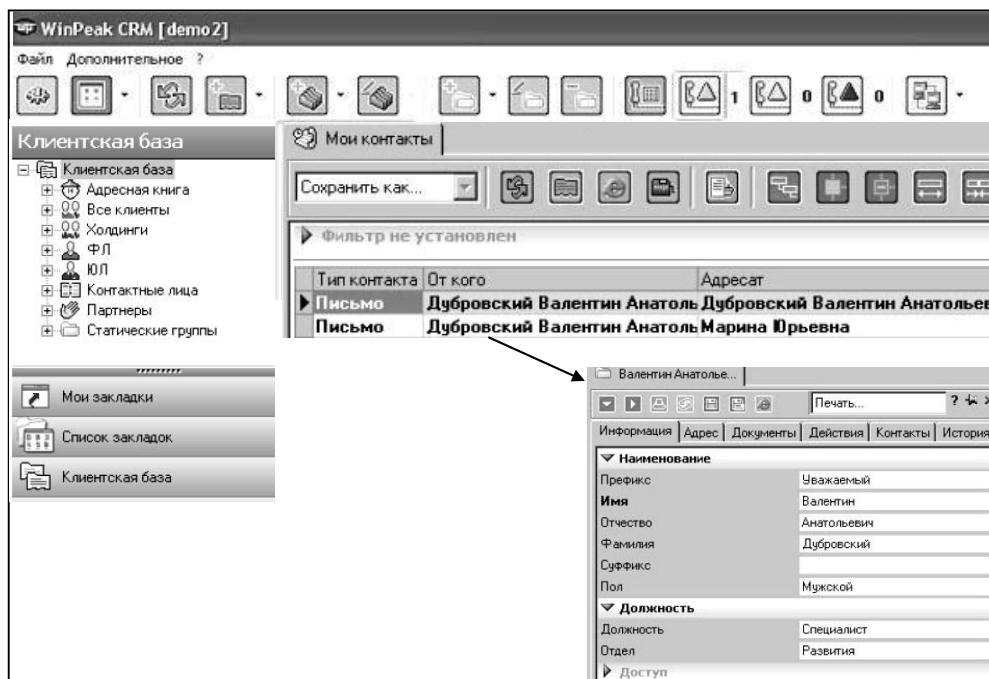 WinPeak CRM [demo2]
Файл Дополнительное ?
1 0 0
Клиентская база
Клиентская база
Адресная книга
Все клиенты
Холдинги
ФЛ
ЮЛ
Контактные лица
Партнеры
Статические группы
Мои закладки
Список закладок
Клиентская база
Мои контакты
Сохранить как...
Фильтр не установлен
Тип контакта От кого Адресат
Письмо Дубровский Валентин Анатоль Дубровский Валентин Анатольев
Письмо Дубровский Валентин Анатоль Марина Юрьевна
Валентин Анатолье...
Печать... ?
Информация Адрес Документы Действия Контакты История
Наименование
Префикс Уважаемый
Имя Валентин
Отчество Анатольевич
Фамилия Дубровский
Суффикс
Пол Мужской
Должность
Должность Специалист
Отдел Развития
Доступ